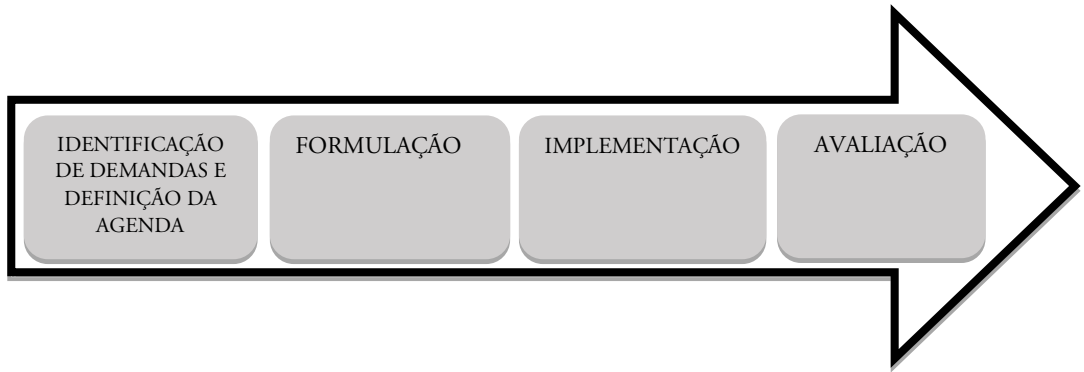 IDENTIFICAÇÃO
DE DEMANDAS E
DEFINIÇÃO DA
AGENDA
FORMULAÇÃO
IMPLEMENTAÇÃO
AVALIAÇÃO